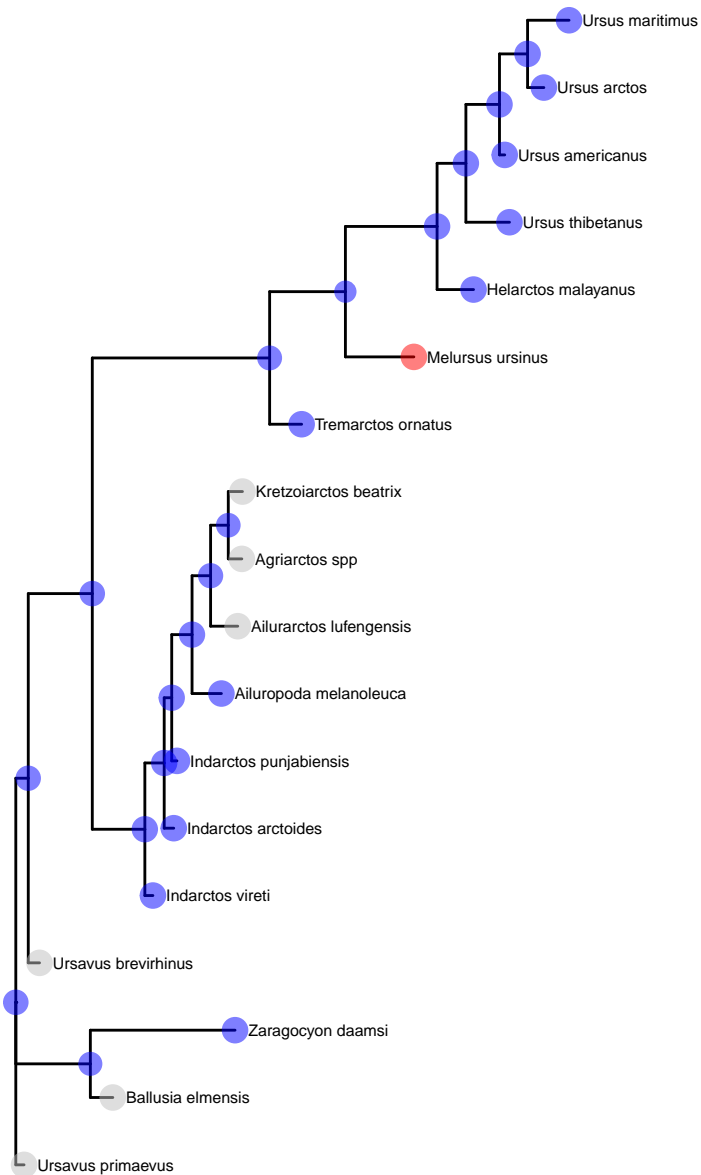 Ursus maritimus
Ursus arctos
Ursus americanus
Ursus thibetanus
Helarctos malayanus
Melursus ursinus
Tremarctos ornatus
Kretzoiarctos beatrix
Agriarctos spp
Ailurarctos lufengensis
Ailuropoda melanoleuca
Indarctos punjabiensis
Indarctos arctoides
Indarctos vireti
Ursavus brevirhinus
Zaragocyon daamsi
Ballusia elmensis
Ursavus primaevus